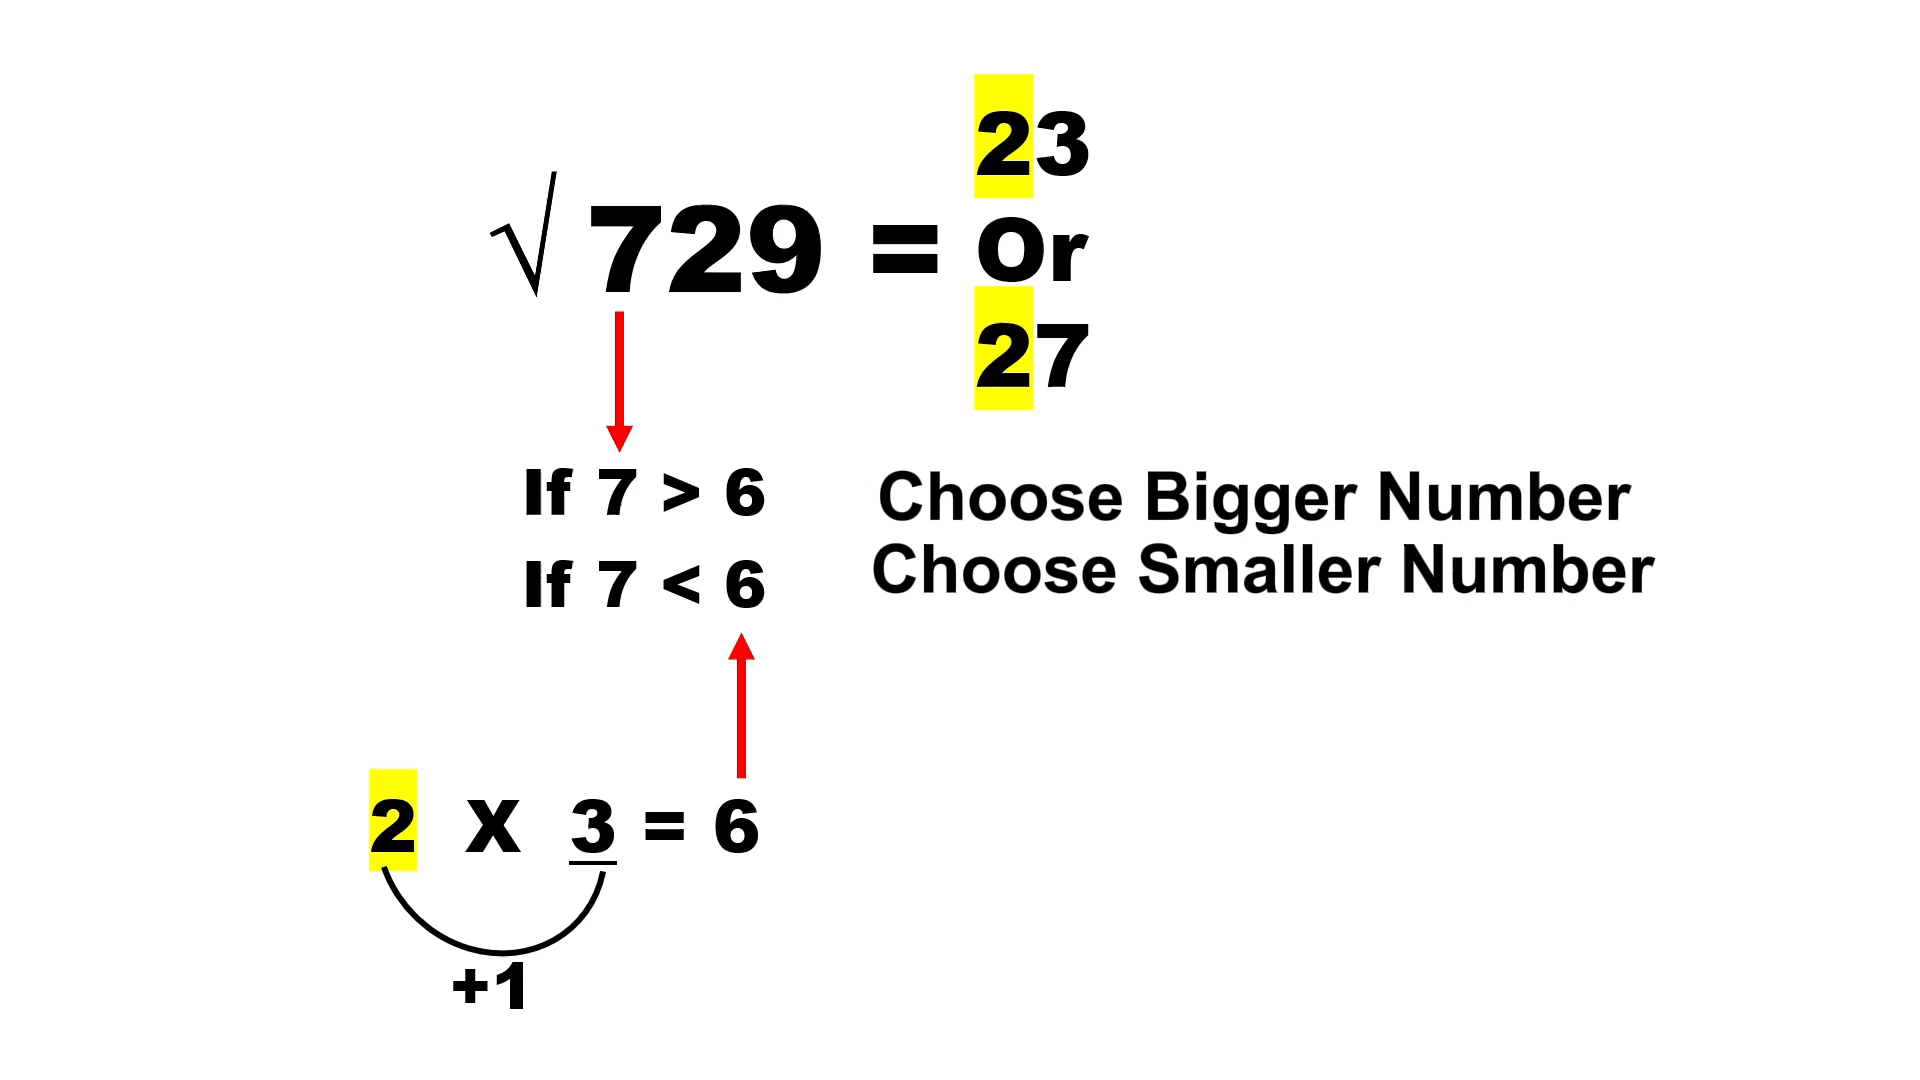 23
√ 729 = Or
27
If 7 > 6 Choose Bigger Number
If 7 < 6 Choose Smaller Number
2 X 3 = 6
+1